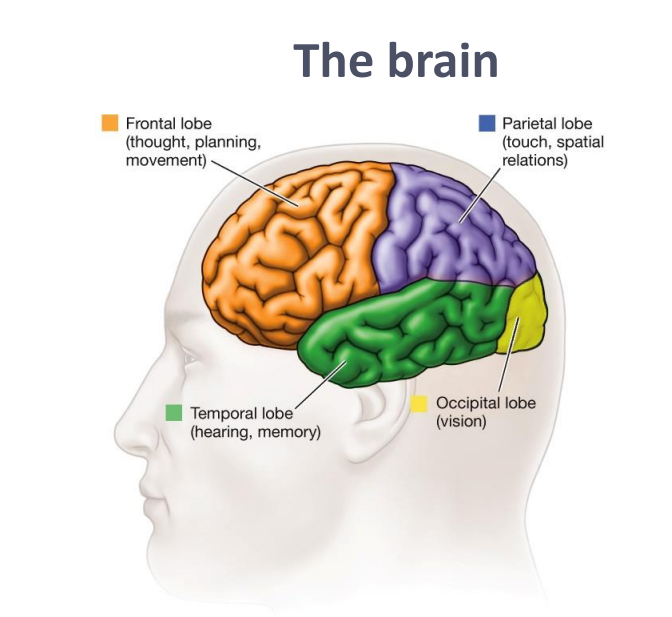 The brain
Frontal lobe
(thought, planning,
movement)
Parietal lobe
(touch, spatial
relations)
Temporal lobe
(hearing, memory)
Occipital lobe
(vision)